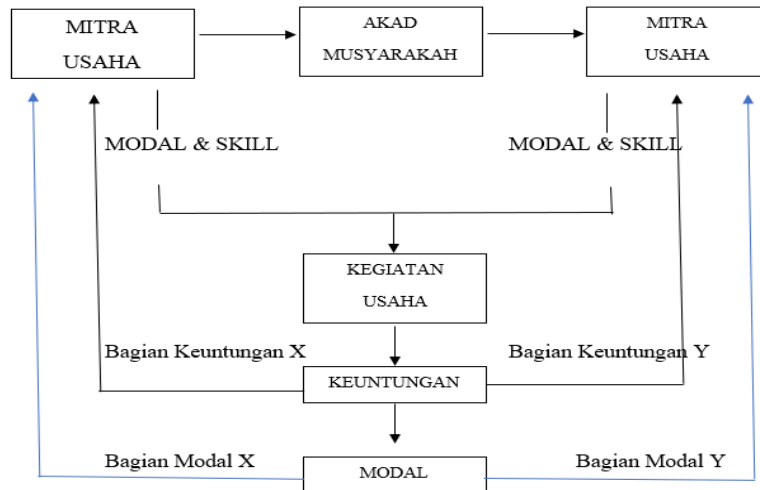 MITRA
USAHA
AKAD
MUSYARAKAH
MITRA
USAHA
MODAL & SKILL
MODAL & SKILL
KEGIATAN
USAHA
Bagian Keuntungan X
Bagian Keuntungan Y
KEUNTUNGAN
Bagian Modal X
Bagian Modal Y
MODAL